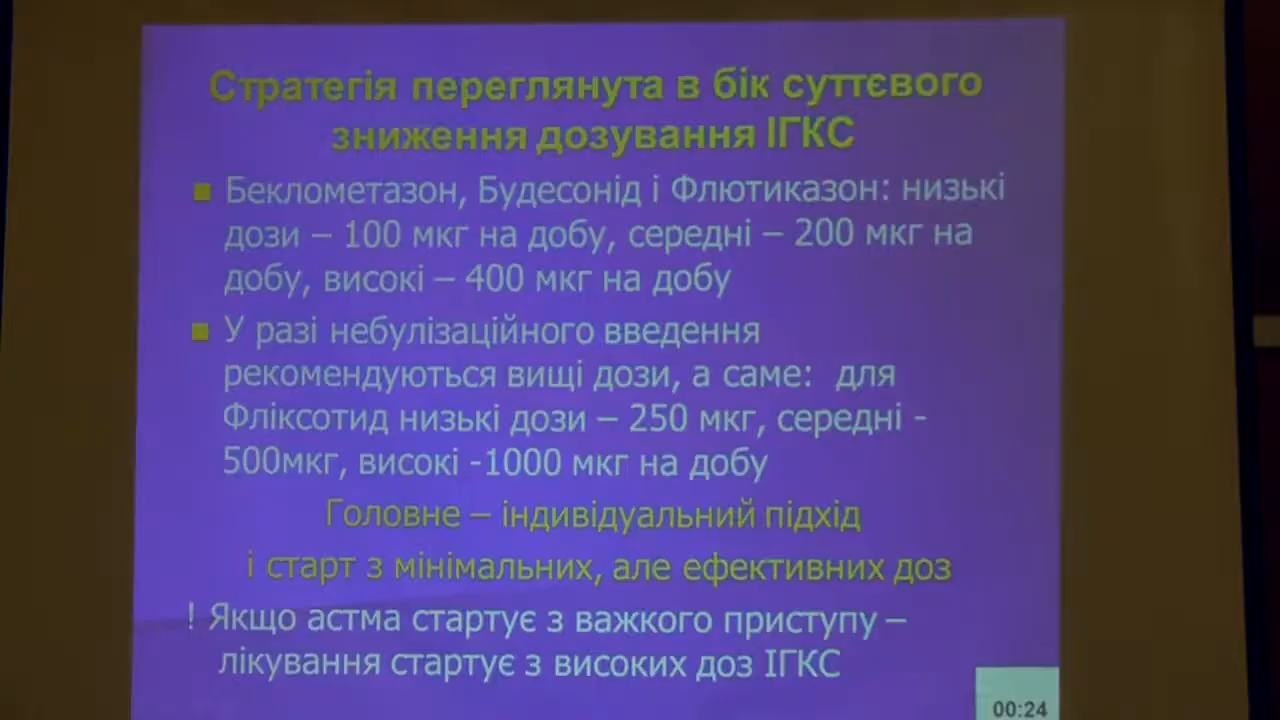 Стратегія переглянута в бік суттєвого
зниження дозування ІГКС
Беклометазон, Будесонід і Флютиказон: низькі
дози – 100 мкг на добу, середні – 200 мкг на
добу, високі – 400 мкг на добу
У разі небулізаційного введення
рекомендуються вищі дози, а саме: для
Фліксотид низькі дози – 250 мкг, середні -
500мкг, високі -1000 мкг на добу
Головне – індивідуальний підхід
і старт з мінімальних, але ефективних доз
! Якщо астма стартує з важкого приступу –
лікування стартує з високих доз ІГКС
00:24